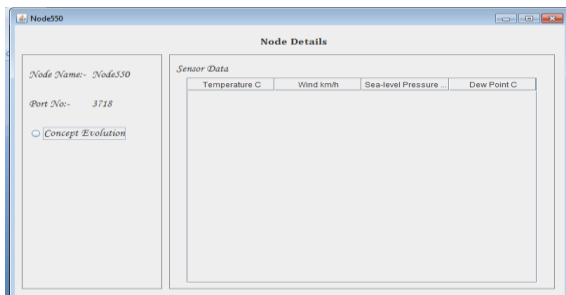 Node550
Node Details
Node Name:- Node550
Port No:- 3718
Concept Evolution
Sensor Data
Temperature C Wind km/h Sea-level Pressure ... Dew Point C